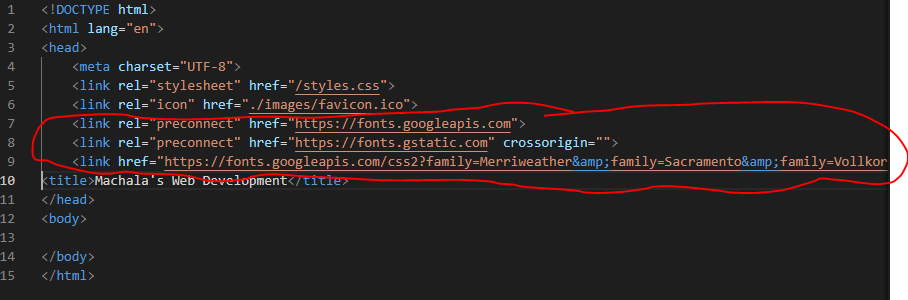 1 <!DOCTYPE html>
2 <html lang="en">
3 <head>
4 <meta charset="UTF-8">
5 <link rel="stylesheet" href="/styles.css">
6 <link rel="icon" href="./images/favicon.ico">
7 <link rel="preconnect" href="https://fonts.googleapis.com">
8 <link rel="preconnect" href="https://fonts.gstatic.com" crossorigin="">
9 <link href="https://fonts.googleapis.com/css2?family=Merriweather&amp;family=Sacramento&amp;family=Vollkor
10 <title>Machala's Web Development</title>
11 </head>
12 <body>
13
14 </body>
15 </html>